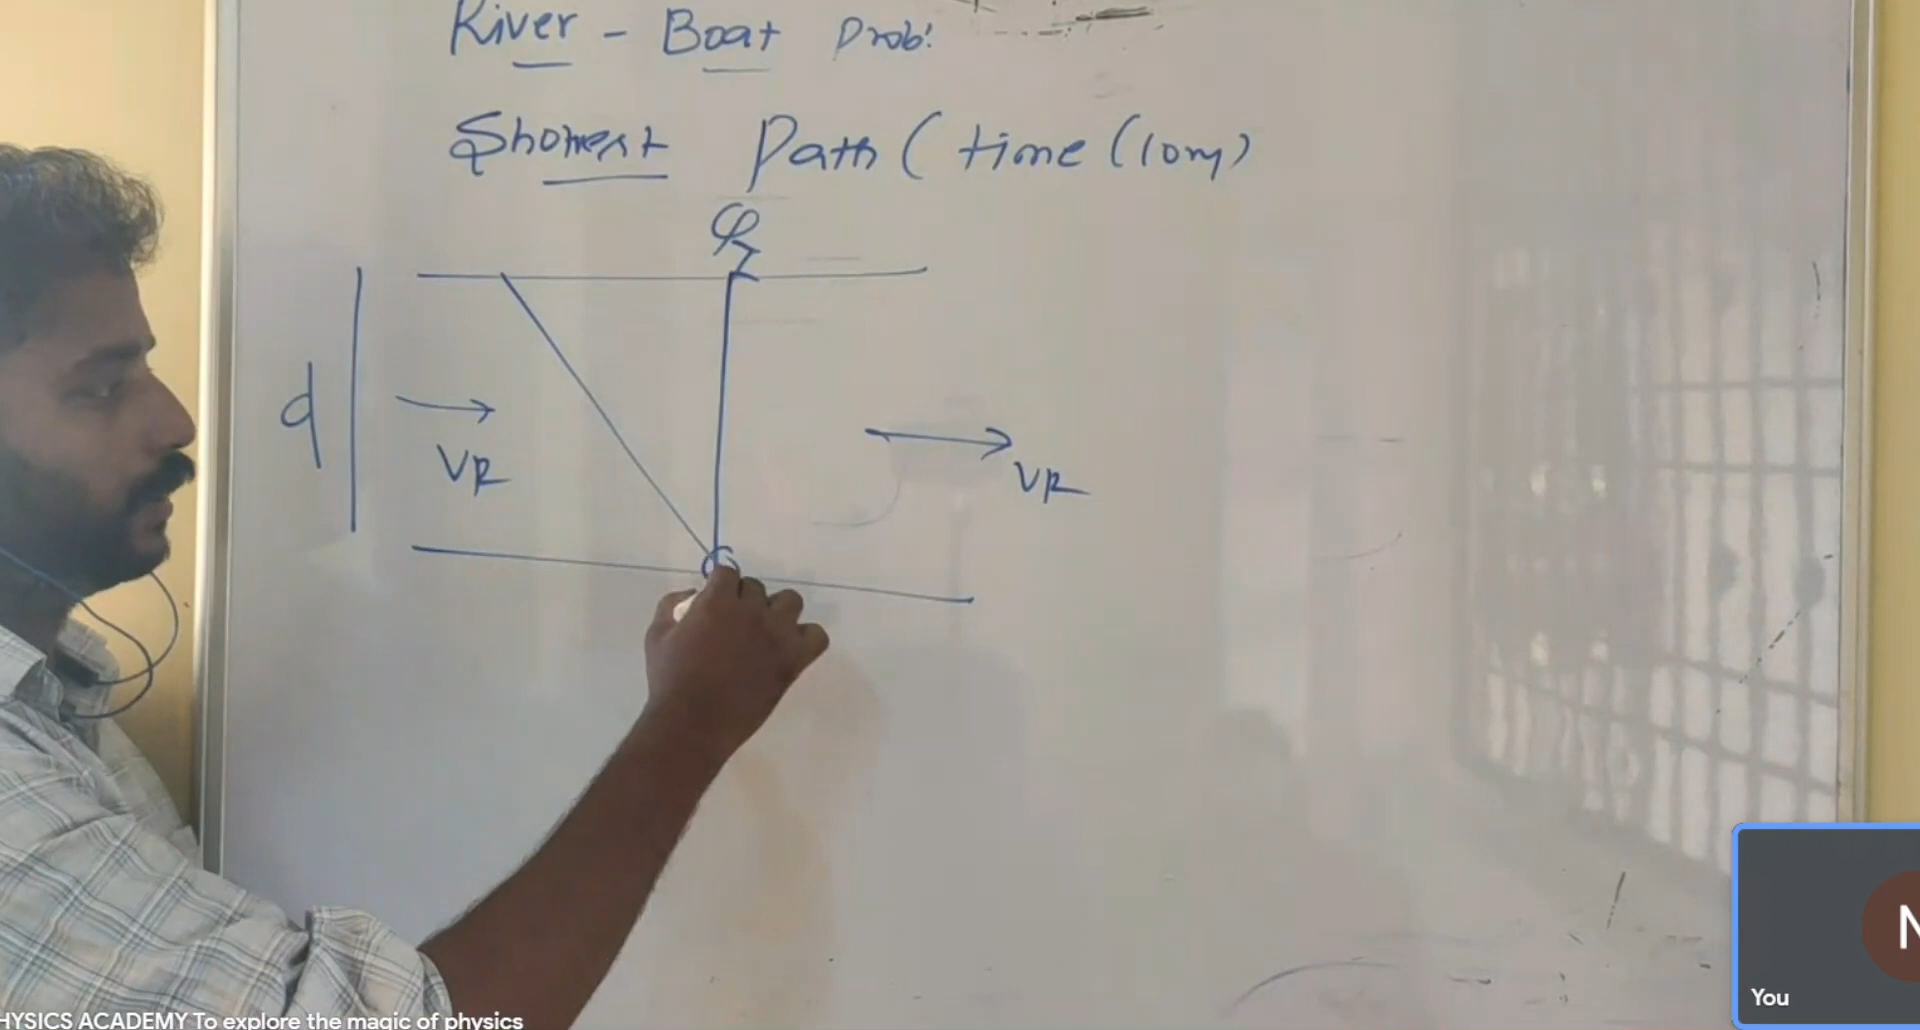 River - Boat Prob:
Shortest Path ( time (long)
Q
d
VR
VR
N
You
HYSICS ACADEMY To explore the magic of physics